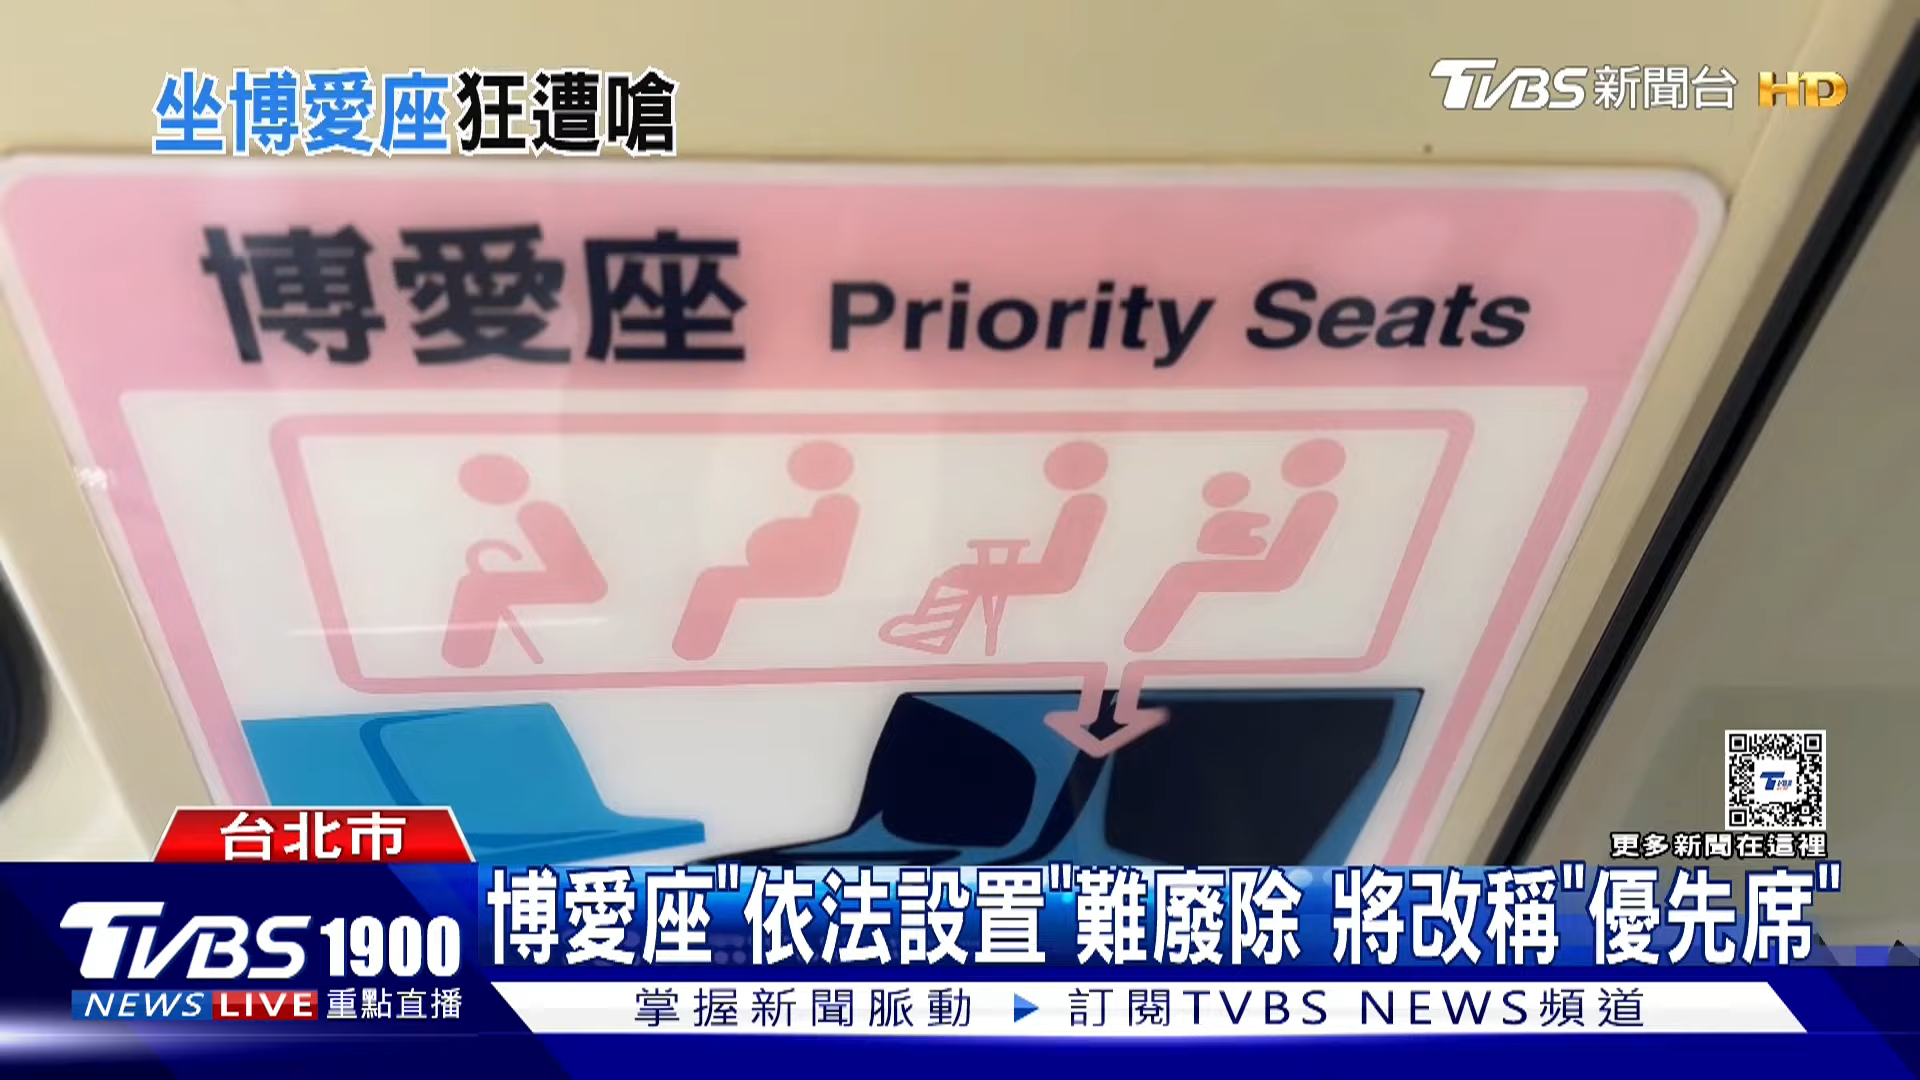 坐博愛座狂遭嗆
TVBS新聞台 HD
博愛座 Priority Seats
更多新聞在這裡
台北市
博愛座"依法設置"難廢除 將改稱"優先席"
TVBS 1900
NEWS LIVE 重點直播
掌握新聞脈動 ▶ 訂閱TVBS NEWS頻道